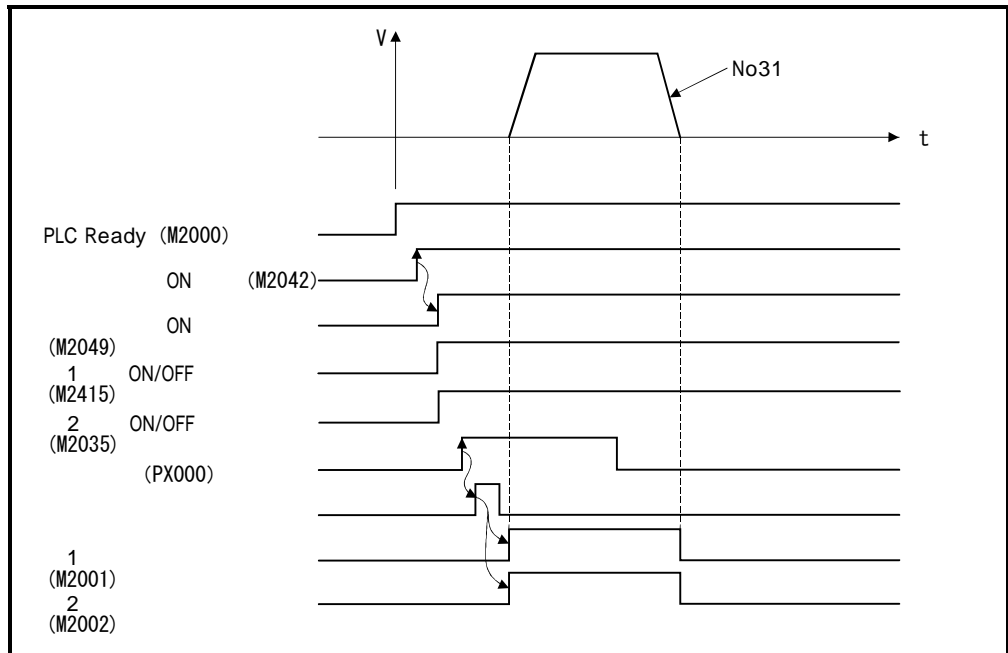 V
No31
t
PLC Ready (M2000)
ON (M2042)
ON
(M2049)
1 ON/OFF
(M2415)
2 ON/OFF
(M2035)
(PX000)
1
(M2001)
2
(M2002)